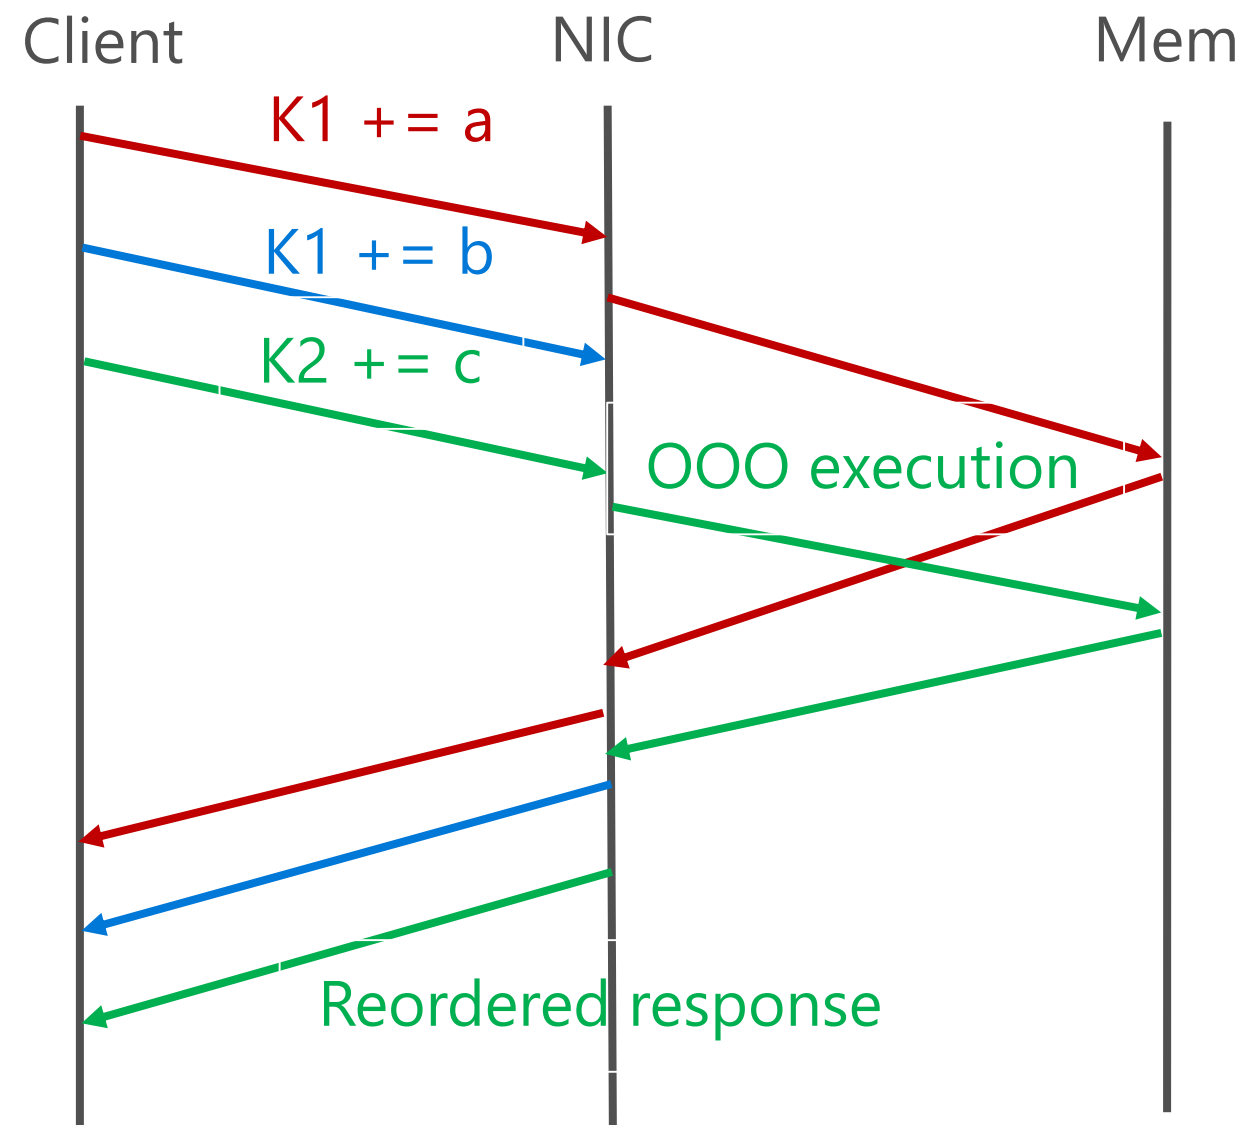 Client NIC Mem
K1 += a
K1 += b
K2 += c
OOO execution
Reordered response